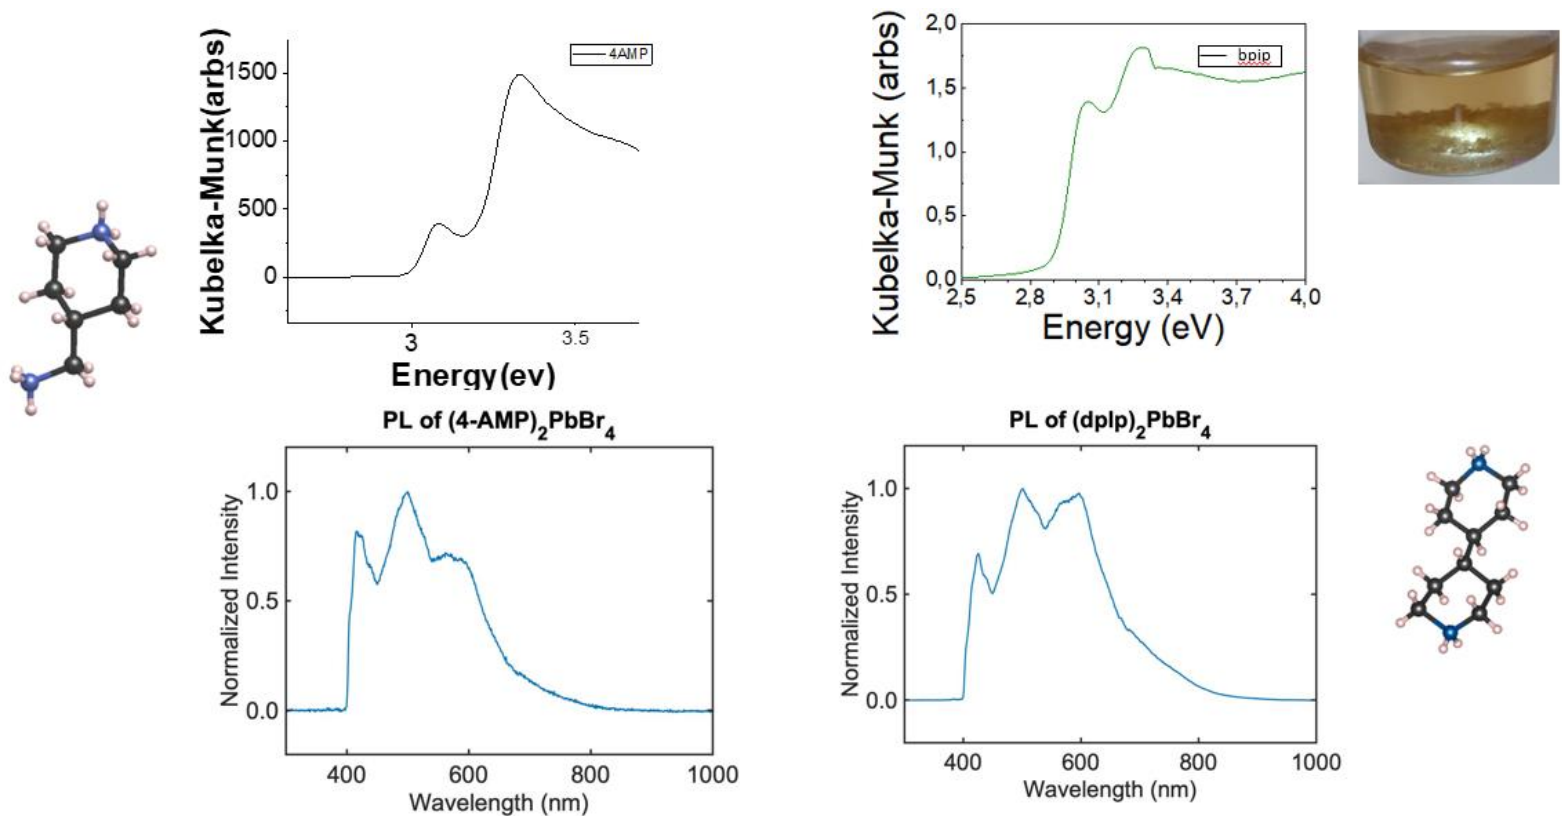 Kubelka-Munk(arbs)
1500
1000
500
0
4AMP
3
3.5
Energy(ev)
Kubelka-Munk (arbs)
2,0
1,5
1,0
0,5
0,0
bpip
2,5 2,8 3,1 3,4 3,7 4,0
Energy (eV)
PL of (4-AMP)2PbBr4
Normalized Intensity
1.0
0.5
0.0
400 600 800 1000
Wavelength (nm)
PL of (dpIp)2PbBr4
Normalized Intensity
1.0
0.5
0.0
400 600 800 1000
Wavelength (nm)